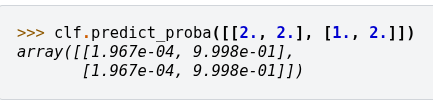 >>> clf.predict_proba([[2., 2.], [1., 2.]])
array([[1.967e-04, 9.998e-01],
       [1.967e-04, 9.998e-01]])